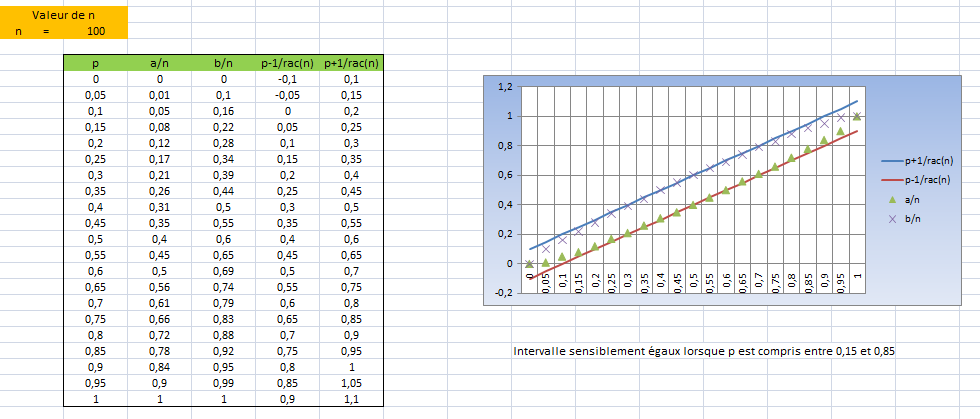 Valeur de n
n = 100
p a/n b/n p-1/rac(n) p+1/rac(n)
0 0 0 -0,1 0,1
0,05 0,01 0,1 -0,05 0,15
0,1 0,05 0,16 0 0,2
0,15 0,08 0,22 0,05 0,25
0,2 0,12 0,28 0,1 0,3
0,25 0,17 0,34 0,15 0,35
0,3 0,21 0,39 0,2 0,4
0,35 0,26 0,44 0,25 0,45
0,4 0,31 0,5 0,3 0,5
0,45 0,35 0,55 0,35 0,55
0,5 0,4 0,6 0,4 0,6
0,55 0,45 0,65 0,45 0,65
0,6 0,5 0,69 0,5 0,7
0,65 0,56 0,74 0,55 0,75
0,7 0,61 0,79 0,6 0,8
0,75 0,66 0,83 0,65 0,85
0,8 0,72 0,88 0,7 0,9
0,85 0,78 0,92 0,75 0,95
0,9 0,84 0,95 0,8 1
0,95 0,9 0,99 0,85 1,05
1 1 1 0,9 1,1
1,2
1
0,8
0,6
0,4
0,2
0
-0,2
0 0,05 0,1 0,15 0,2 0,25 0,3 0,35 0,4 0,45 0,5 0,55 0,6 0,65 0,7 0,75 0,8 0,85 0,9 0,95 1
p+1/rac(n)
p-1/rac(n)
a/n
b/n
Intervalle sensiblement égaux lorsque p est compris entre 0,15 et 0,85